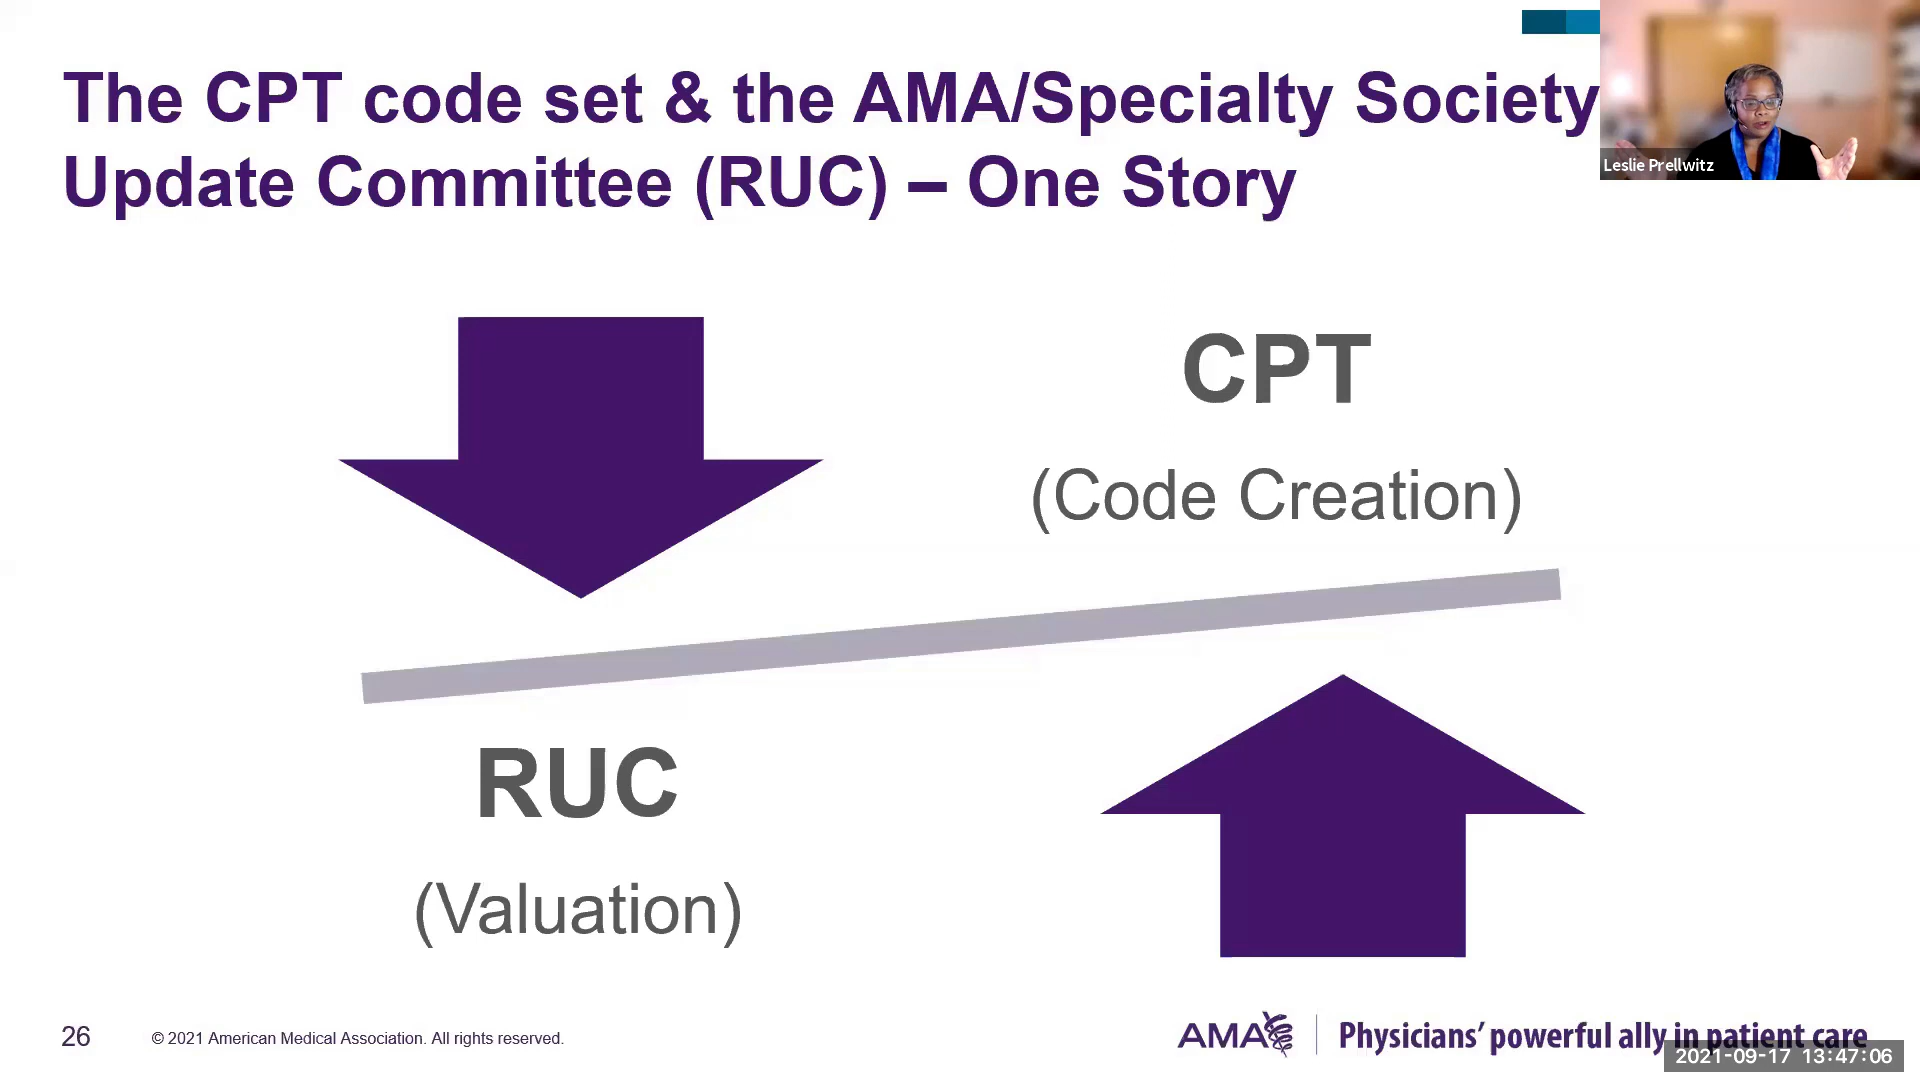 The CPT code set & the AMA/Specialty Society
Update Committee (RUC) – One Story
Leslie Prellwitz
CPT
(Code Creation)
RUC
(Valuation)
26
© 2021 American Medical Association. All rights reserved.
AMA
Physicians’ powerful ally in patient care
2021-09-17 13:47:06